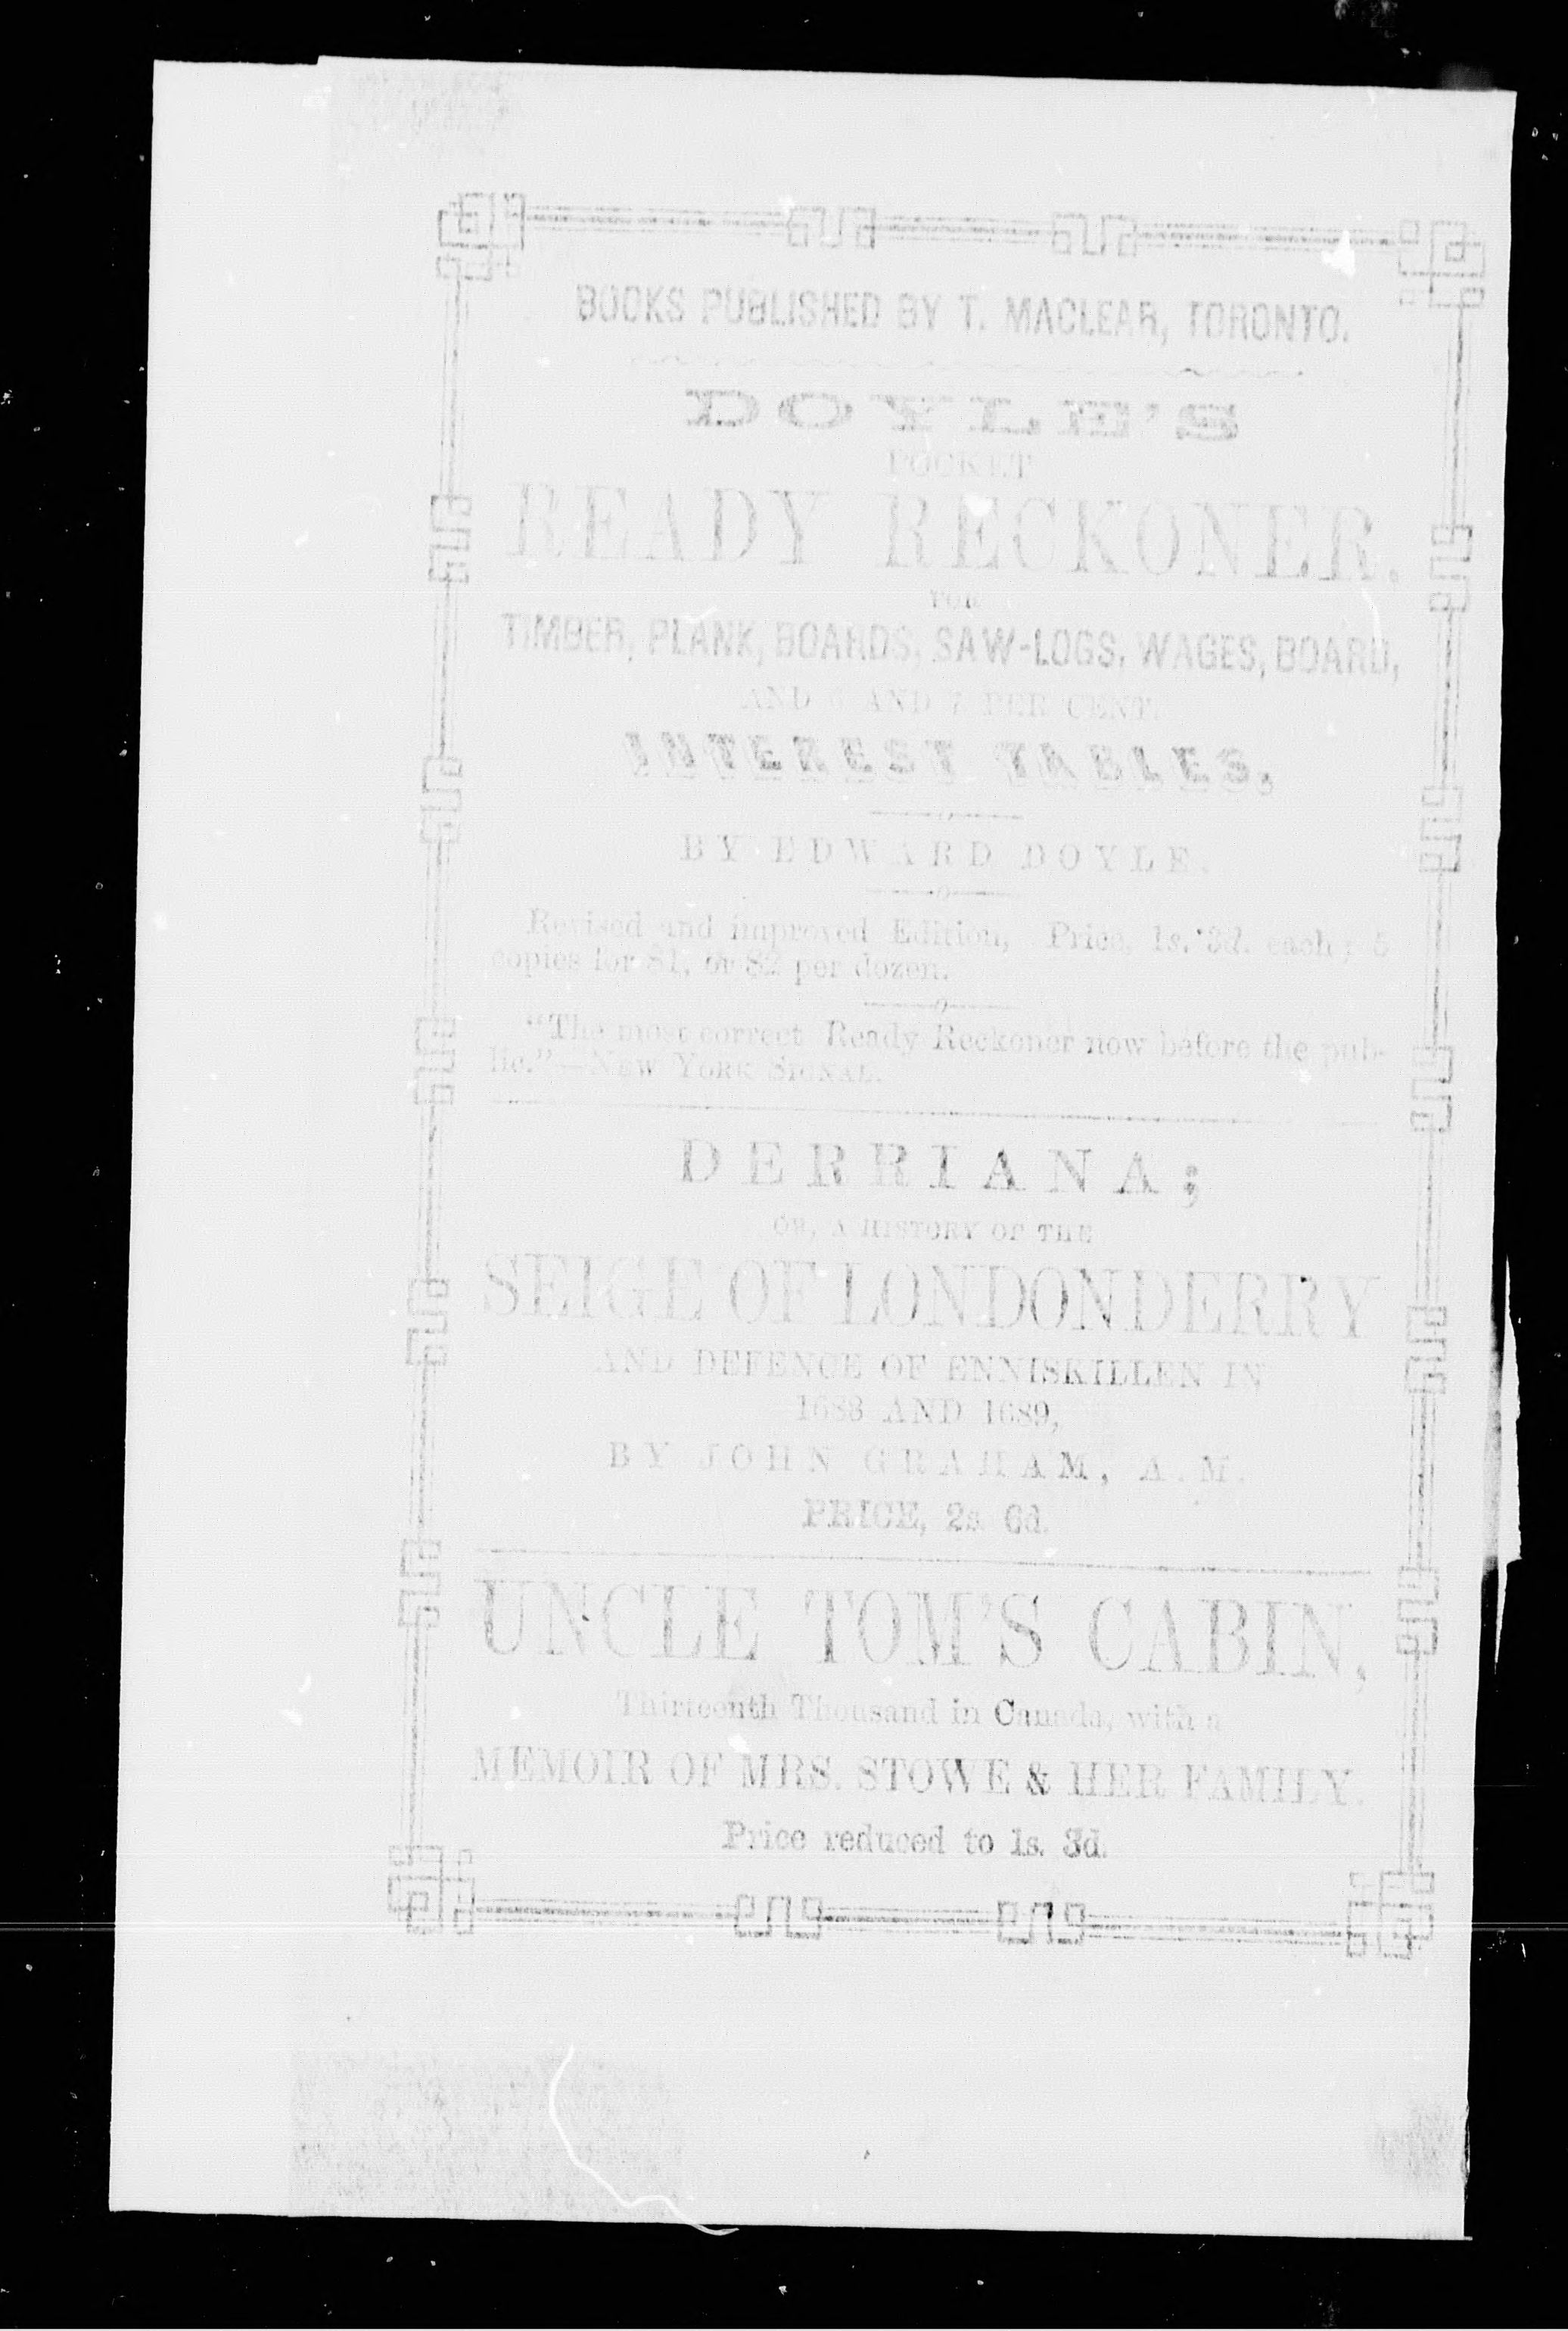 BOOKS PUBLISHED BY T. MACLEAR, TORONTO.
DOYLE'S
POCKET
READY RECKONER,
FOR
TIMBER, PLANK, BOARDS, SAW-LOGS, WAGES, BOARD,
AND 6 AND 7 PER CENT.
INTEREST TABLES,
BY EDWARD DOYLE.
Revised and improved Edition, Price, 1s. 3d. each; 5
copies for $1, or $2 per dozen.
"The most correct Ready Reckoner now before the pub-
lic."—NEW YORK SIGNAL.
DERRIANA;
OR, A HISTORY OF THE
SEIGE OF LONDONDERRY
AND DEFENCE OF ENNISKILLEN IN
1688 AND 1689,
BY JOHN GRAHAM, A.M.
PRICE, 2s. 6d.
UNCLE TOM'S CABIN,
Thirteenth Thousand in Canada, with a
MEMOIR OF MRS. STOWE & HER FAMILY.
Price reduced to 1s. 3d.